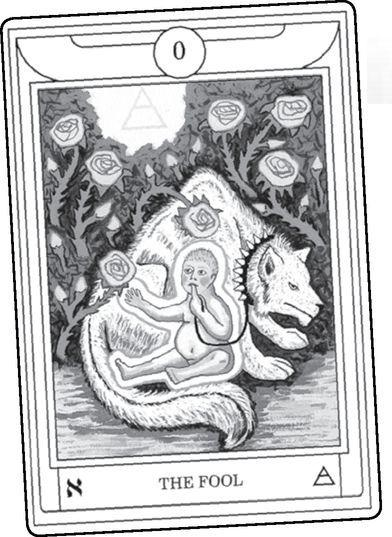 0
א THE FOOL 🜁